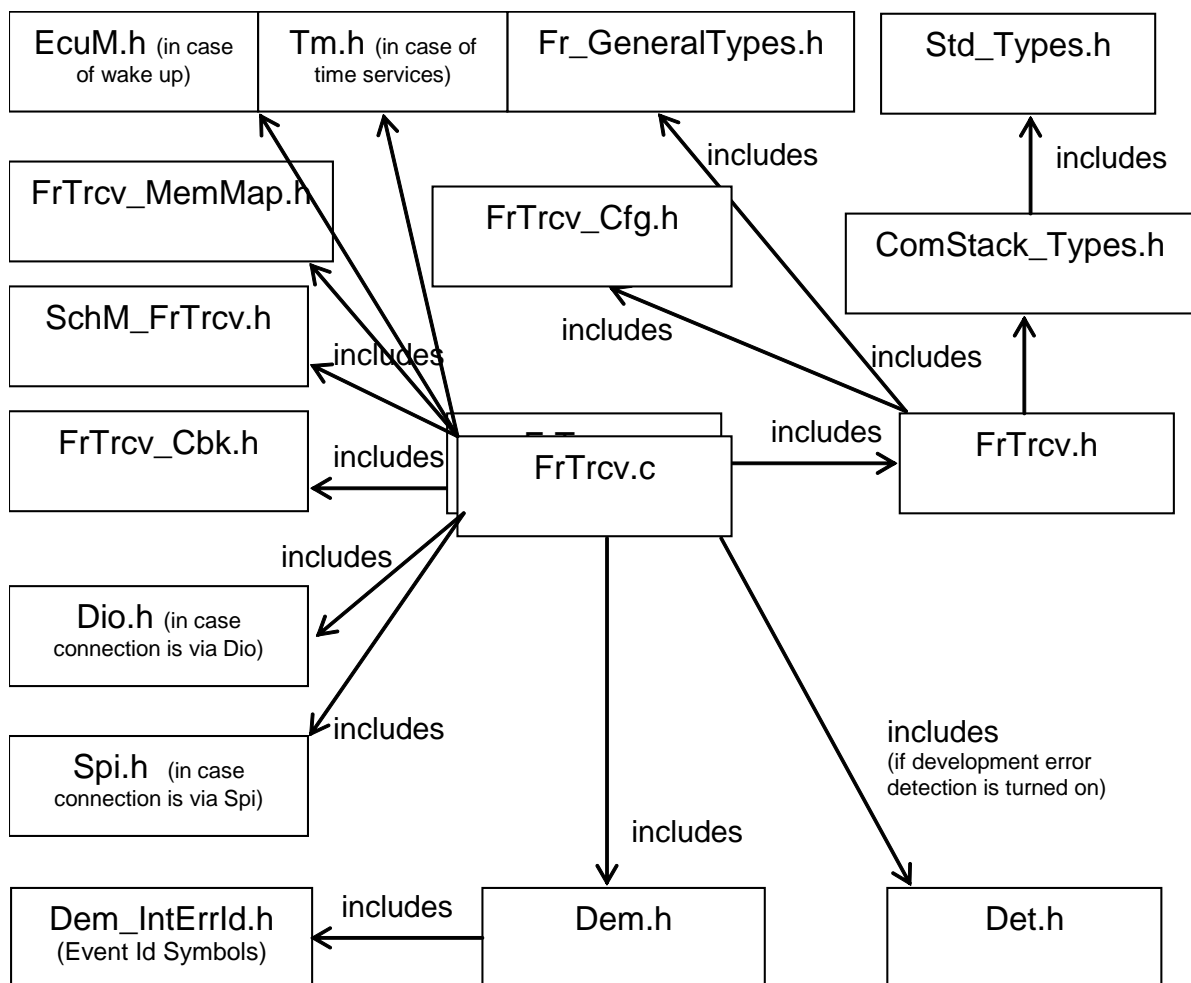 EcuM.h (in case
of wake up)
Tm.h (in case of
time services)
Fr_GeneralTypes.h
Std_Types.h
includes
includes
FrTrcv_MemMap.h
FrTrcv_Cfg.h
ComStack_Types.h
SchM_FrTrcv.h
includes
includes
includes
FrTrcv_Cbk.h
includes
includes
FrTrcv.c
FrTrcv.h
includes
Dio.h (in case
connection is via Dio)
includes
Spi.h (in case
connection is via Spi)
includes
(if development error
detection is turned on)
includes
Dem_IntErrId.h
(Event Id Symbols)
includes
Dem.h
Det.h